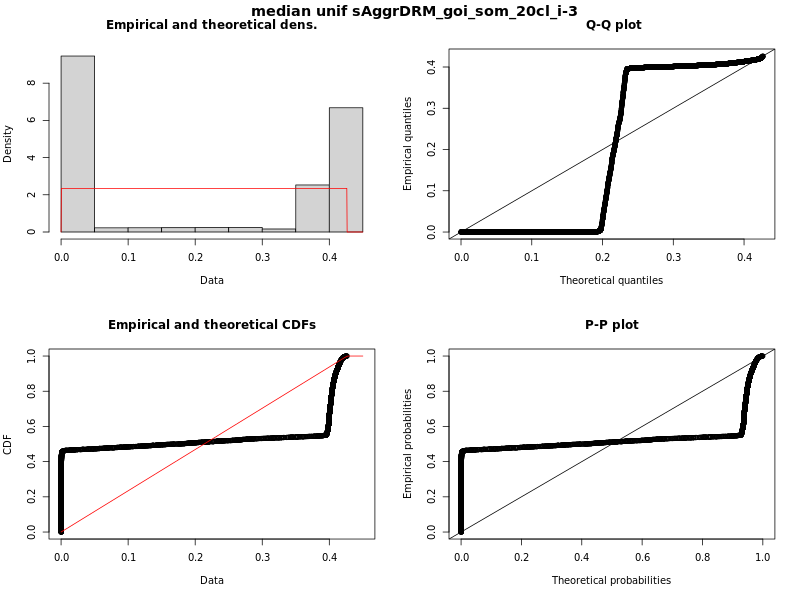 median unif sAggrDRM_goi_som_20cl_i-3
Empirical and theoretical dens.
Density
0 2 4 6 8
0.0 0.1 0.2 0.3 0.4
Data
Q-Q plot
Empirical quantiles
0.0 0.1 0.2 0.3 0.4
0.0 0.1 0.2 0.3 0.4
Theoretical quantiles
Empirical and theoretical CDFs
CDF
0.0 0.2 0.4 0.6 0.8 1.0
0.0 0.1 0.2 0.3 0.4
Data
P-P plot
Empirical probabilities
0.0 0.2 0.4 0.6 0.8 1.0
0.0 0.2 0.4 0.6 0.8 1.0
Theoretical probabilities